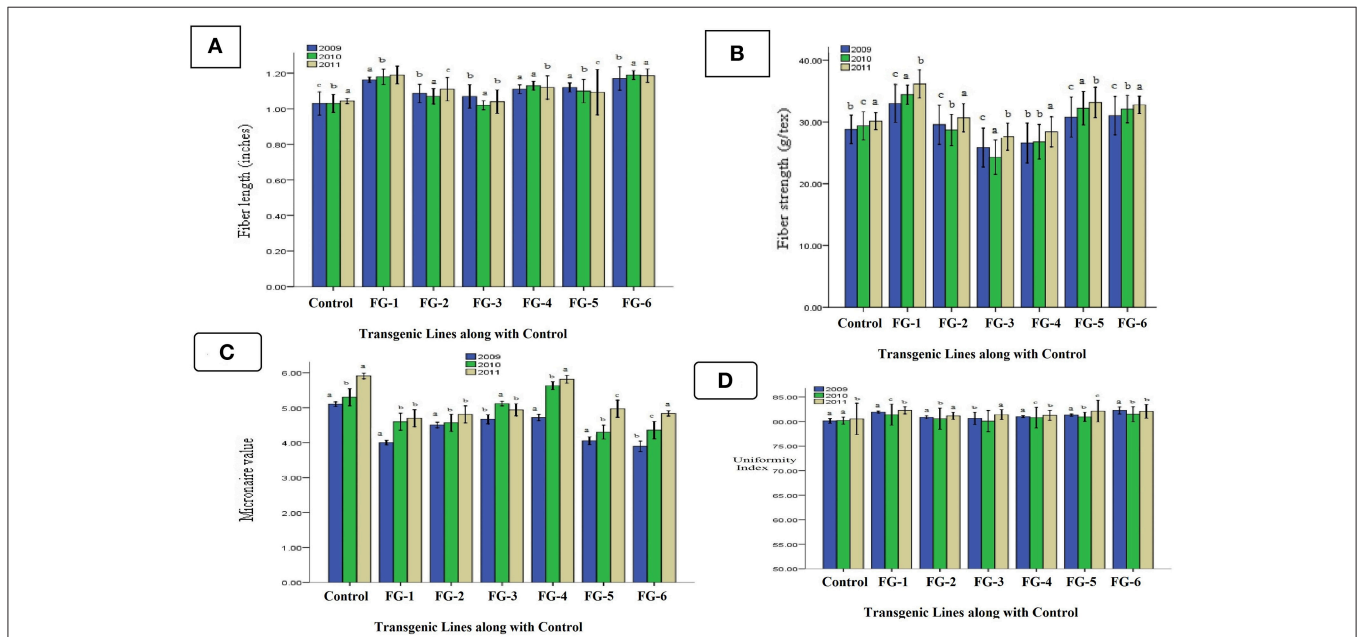 A
2009
2010
2011
c b a
a b a
b a c
b a b
a a b
a b c
b a a
1.20
1.00
0.80
0.60
0.40
0.20
0.00
Fiber length (inches)
Control FG-1 FG-2 FG-3 FG-4 FG-5 FG-6
Transgenic Lines along with Control
B
2009
2010
2011
b c a
c a b
c b a
c a b
b b a
c a b
c b b
40.00
30.00
20.00
10.00
0.00
Fiber strength (g/tex)
Control FG-1 FG-2 FG-3 FG-4 FG-5 FG-6
Transgenic Lines along with Control
C
2009
2010
2011
a b a
a b b
a b b
a a b
a b a
a b c
b c a
6.00
5.00
4.00
3.00
2.00
1.00
0.00
Micronaire value
Control FG-1 FG-2 FG-3 FG-4 FG-5 FG-6
Transgenic Lines along with Control
D
2009
2010
2011
a a b
a c b
a b a
b b a
a c b
a b c
a b b
85.00
80.00
75.00
70.00
65.00
60.00
55.00
50.00
Uniformity
Index
Control FG-1 FG-2 FG-3 FG-4 FG-5 FG-6
Transgenic Lines along with Control